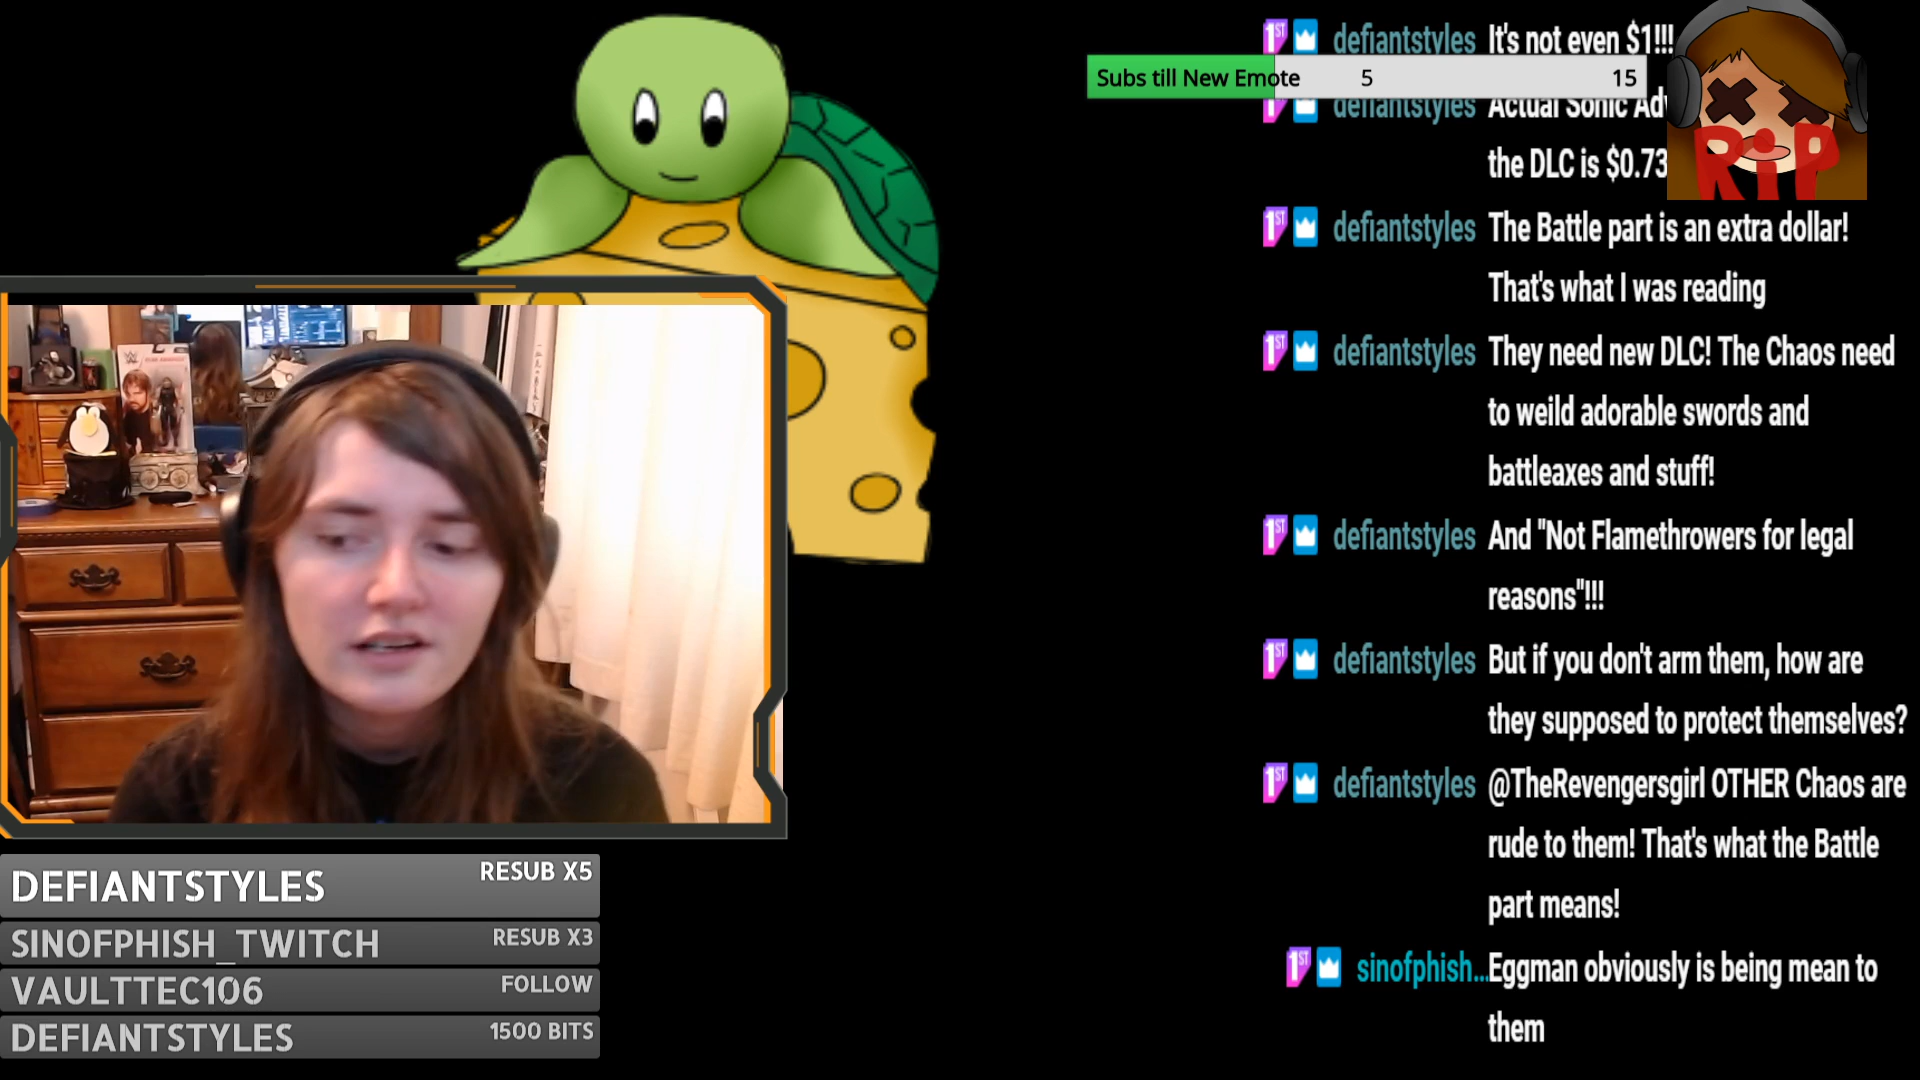 defiantstyles It's not even $1!!!
Subs till New Emote 5 15
defiantstyles Actual Sonic Adv
the DLC is $0.73
RiP
defiantstyles The Battle part is an extra dollar!
That's what I was reading
defiantstyles They need new DLC! The Chaos need
to weild adorable swords and
battleaxes and stuff!
defiantstyles And "Not Flamethrowers for legal
reasons"!!!
defiantstyles But if you don't arm them, how are
they supposed to protect themselves?
defiantstyles @TheRevengersgirl OTHER Chaos are
rude to them! That's what the Battle
part means!
sinofphish... Eggman obviously is being mean to
them
DEFIANTSTYLES RESUB X5
SINOFPHISH_TWITCH RESUB X3
VAULTTEC106 FOLLOW
DEFIANTSTYLES 1500 BITS